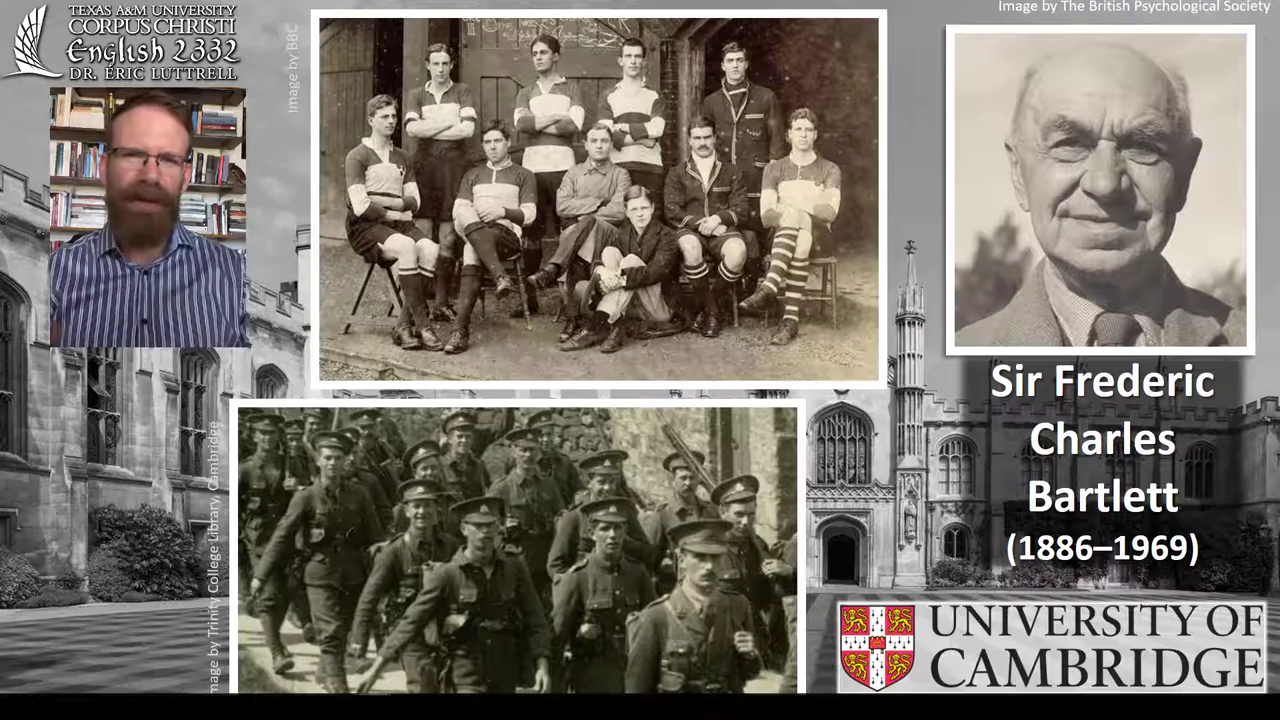 TEXAS A&M UNIVERSITY
CORPUS CHRISTI
English 2332
DR. ERIC LUTTRELL
Image by BBC
Image by The British Psychological Society
Image by Trinity College Library, Cambridge
Sir Frederic
Charles
Bartlett
(1886–1969)
UNIVERSITY OF
CAMBRIDGE